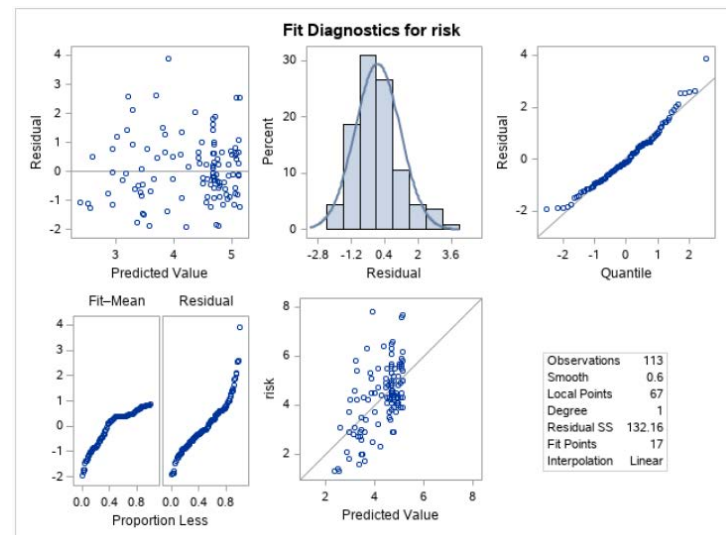 Fit Diagnostics for risk
4
3
2
1
0
-1
-2
Residual
3
4
5
Predicted Value
30
20
10
0
Percent
-2.8
-1.2
0.4
2
3.6
Residual
4
2
0
-2
Residual
-2
-1
0
1
2
Quantile
Fit–Mean
Residual
4
3
2
1
0
-1
-2
0.0
0.4
0.8
0.0
0.4
0.8
Proportion Less
8
6
4
2
risk
2
4
6
8
Predicted Value
Observations 113
Smooth 0.6
Local Points 67
Degree 1
Residual SS 132.16
Fit Points 17
Interpolation Linear